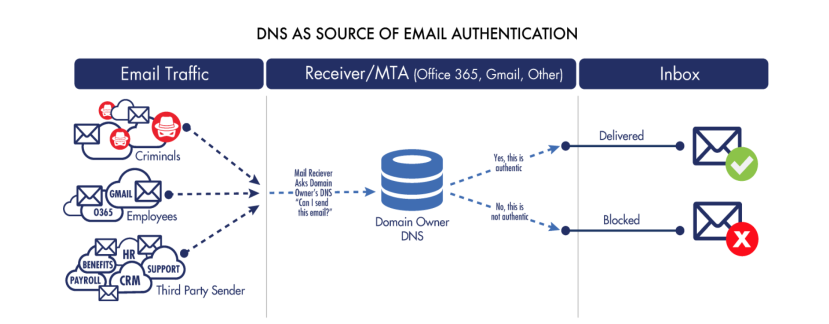 DNS AS SOURCE OF EMAIL AUTHENTICATION
Email Traffic
Receiver/MTA (Office 365, Gmail, Other)
Inbox
Criminals
GMAIL
O365
Employees
HR
BENEFITS
SUPPORT
PAYROLL
CRM
Third Party Sender
Mail Reciever
Asks Domain
Owner's DNS
"Can I send
this email?"
Domain Owner
DNS
Yes, this is
authentic
No, this is
not authentic
Delivered
Blocked
X